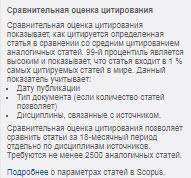 Сравнительная оценка цитирования
Сравнительная оценка цитирования
показывает, как цитируется определенная
статья в сравнении со средним цитированием
аналогичных статей. 99-й процентиль является
высоким и показывает, что статья входит в 1 %
самых цитируемых статей в мире. Данный
показатель учитывает:
• Дату публикации
• Тип документа (если количество статей
позволяет)
• Дисциплины, связанные с источником.
Сравнительная оценка цитирования позволяет
сравнить статьи за 18-месячный период
отдельно по дисциплинам источников.
Требуются не менее 2500 аналогичных статей.
Подробнее о параметрах статей в Scopus.